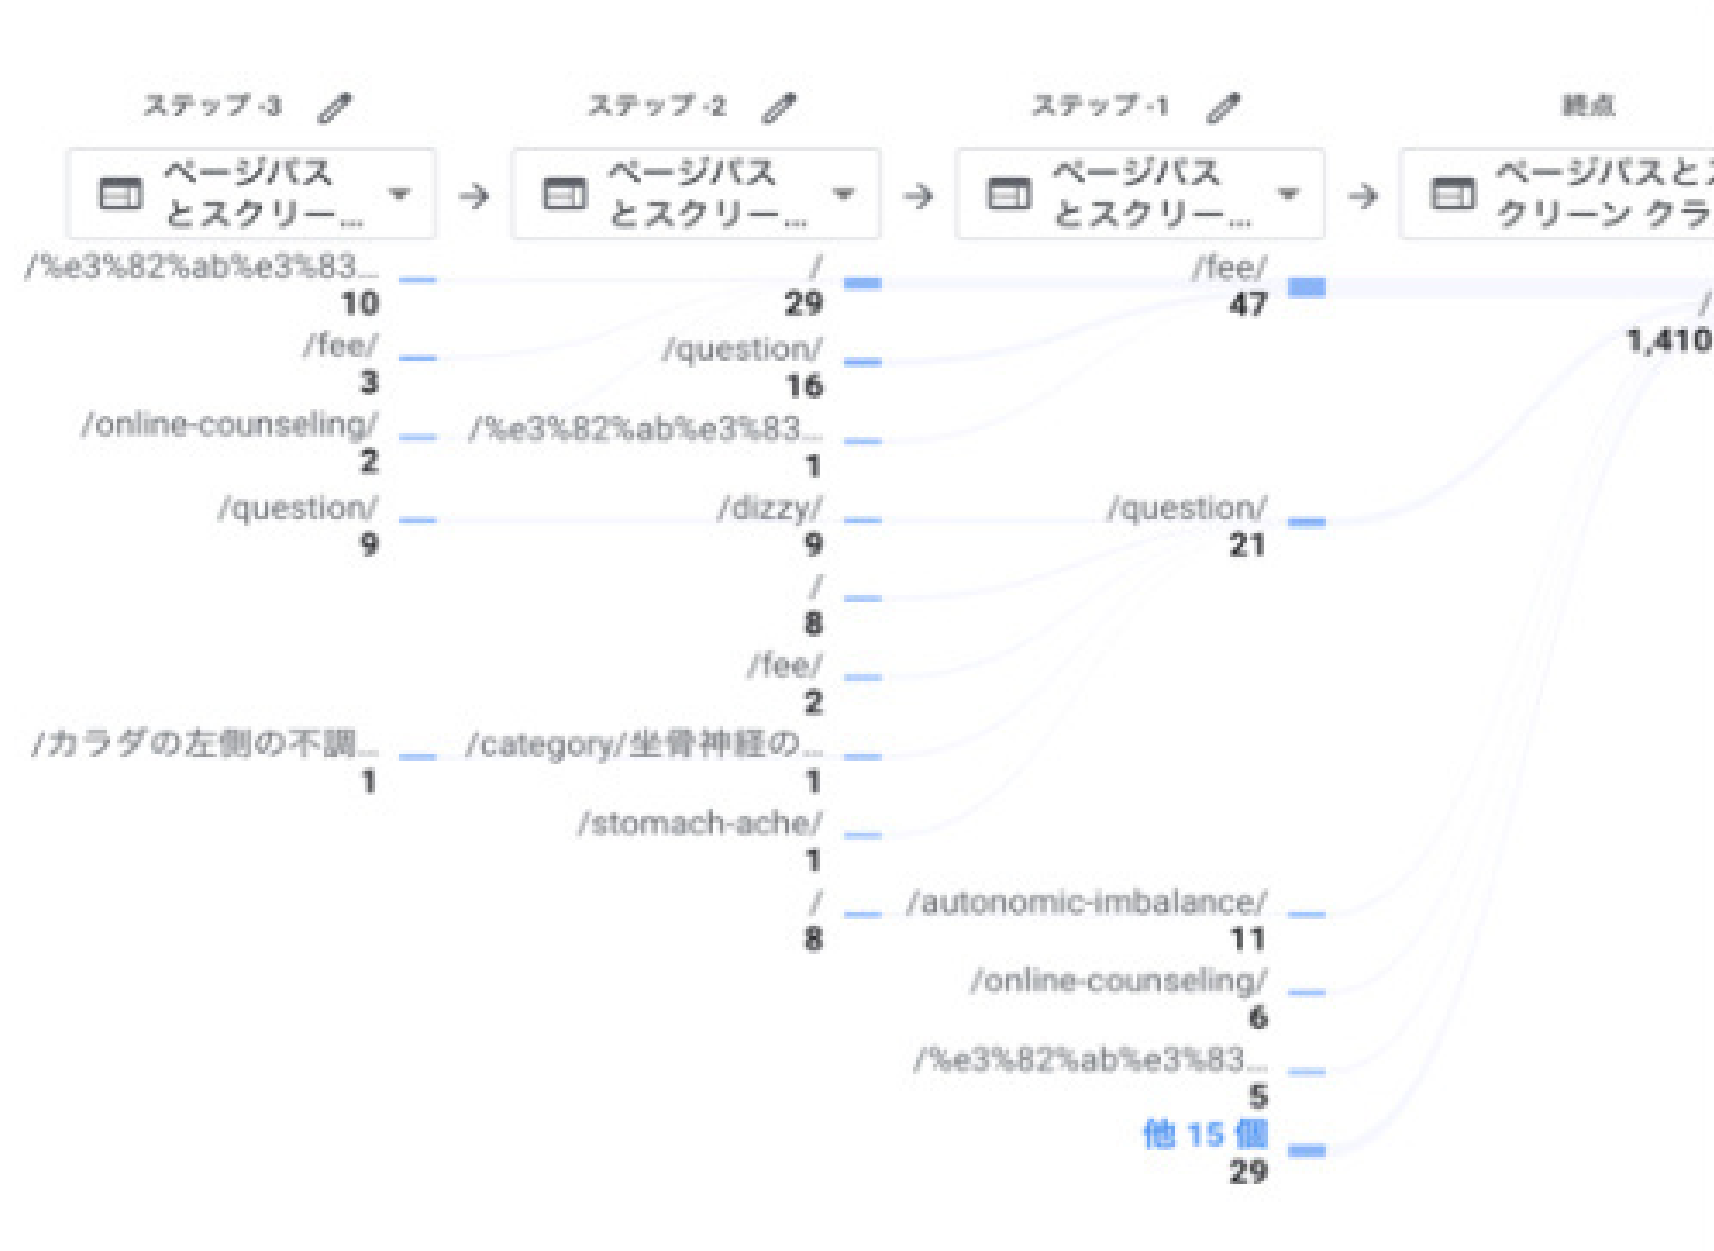 ステップ -3
ステップ -2
ステップ -1
終点
ページパス
とスクリー...
ページパス
とスクリー...
ページパス
とスクリー...
ページパスとス
クリーン クラ
/%e3%82%ab%e3%83...
10
/fee/
3
/online-counseling/
2
/question/
9
/カラダの左側の不調...
1
/
29
/question/
16
/%e3%82%ab%e3%83...
1
/dizzy/
9
/
8
/fee/
2
/category/坐骨神経の...
1
/stomach-ache/
1
/
8
/fee/
47
/question/
21
/autonomic-imbalance/
11
/online-counseling/
6
/%e3%82%ab%e3%83...
5
他 15 個
29
/
1,410